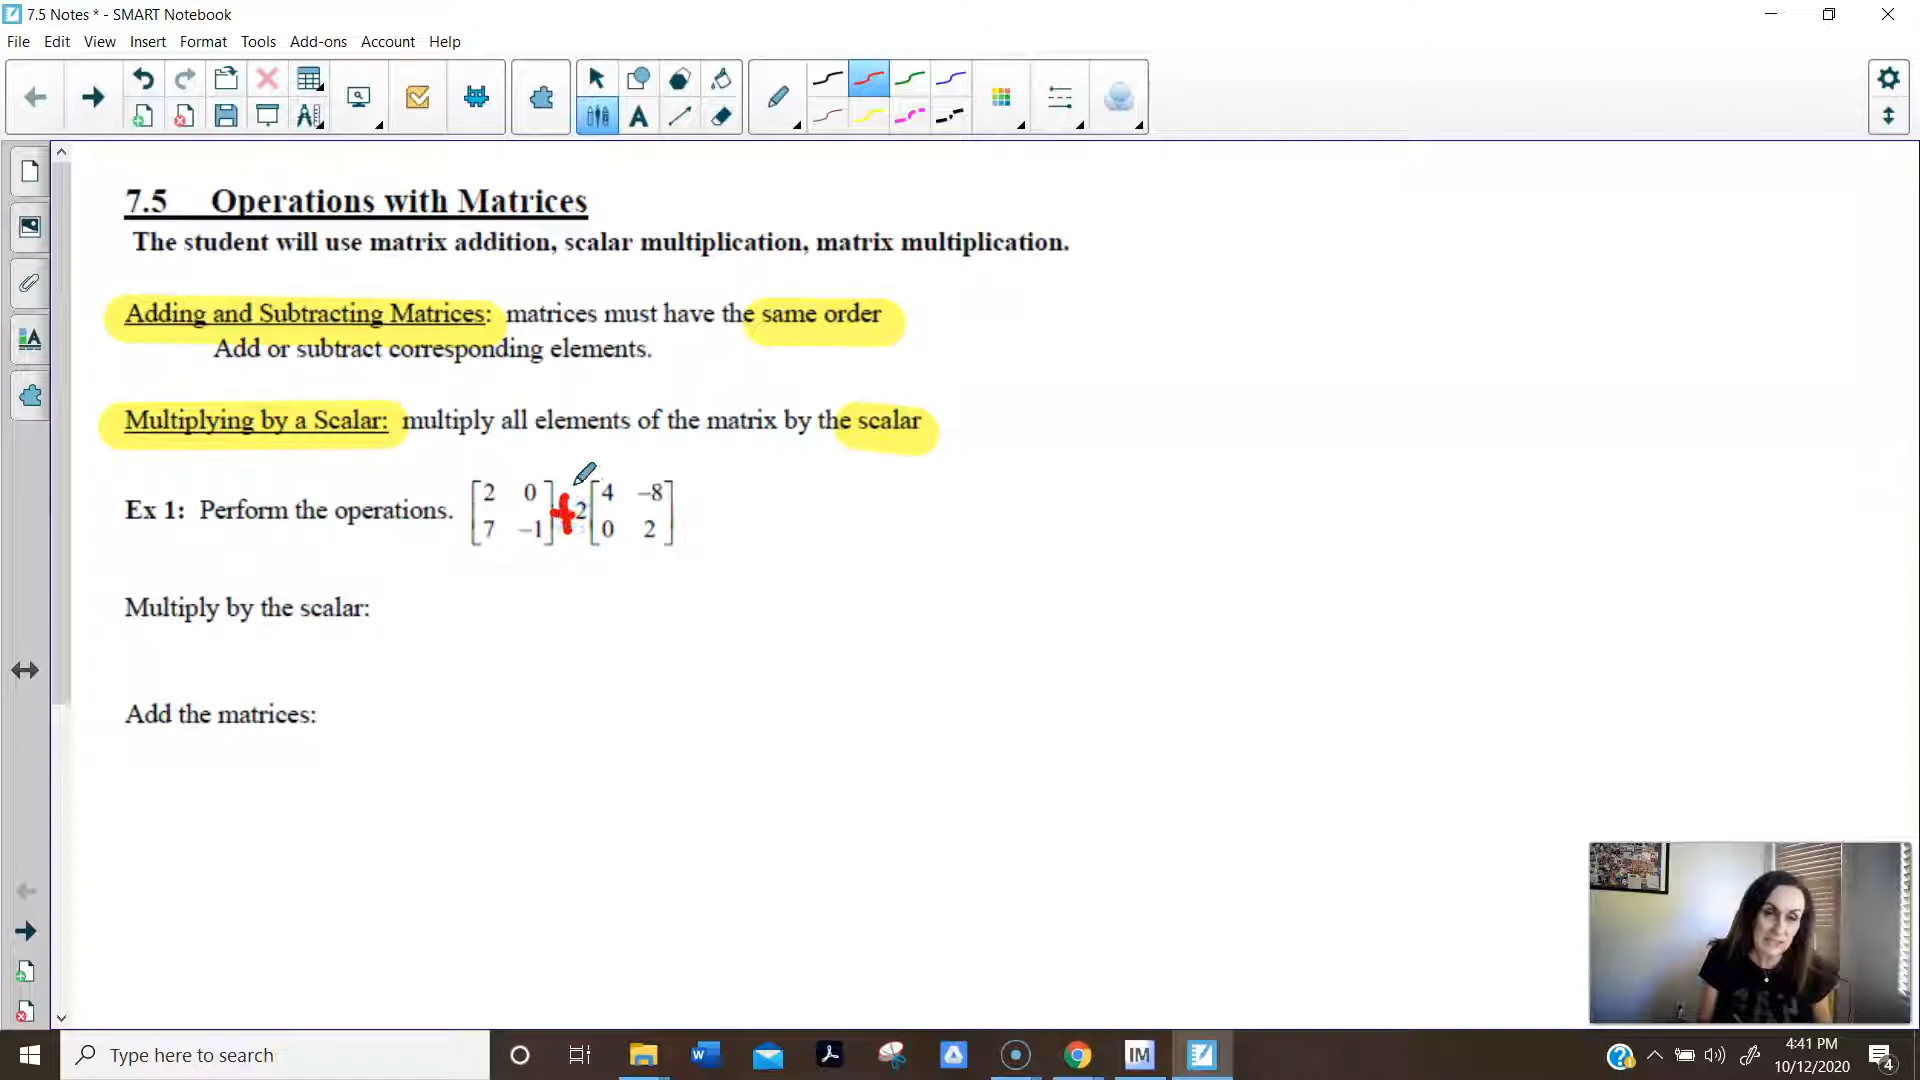 7.5 Notes * - SMART Notebook
File Edit View Insert Format Tools Add-ons Account Help
7.5 Operations with Matrices
The student will use matrix addition, scalar multiplication, matrix multiplication.
Adding and Subtracting Matrices: matrices must have the same order
Add or subtract corresponding elements.
Multiplying by a Scalar: multiply all elements of the matrix by the scalar
Ex 1: Perform the operations. [2 0
7 −1] + 2 [4 −8
0 2]
Multiply by the scalar:
Add the matrices:
Type here to search
IM
4:41 PM
10/12/2020
4